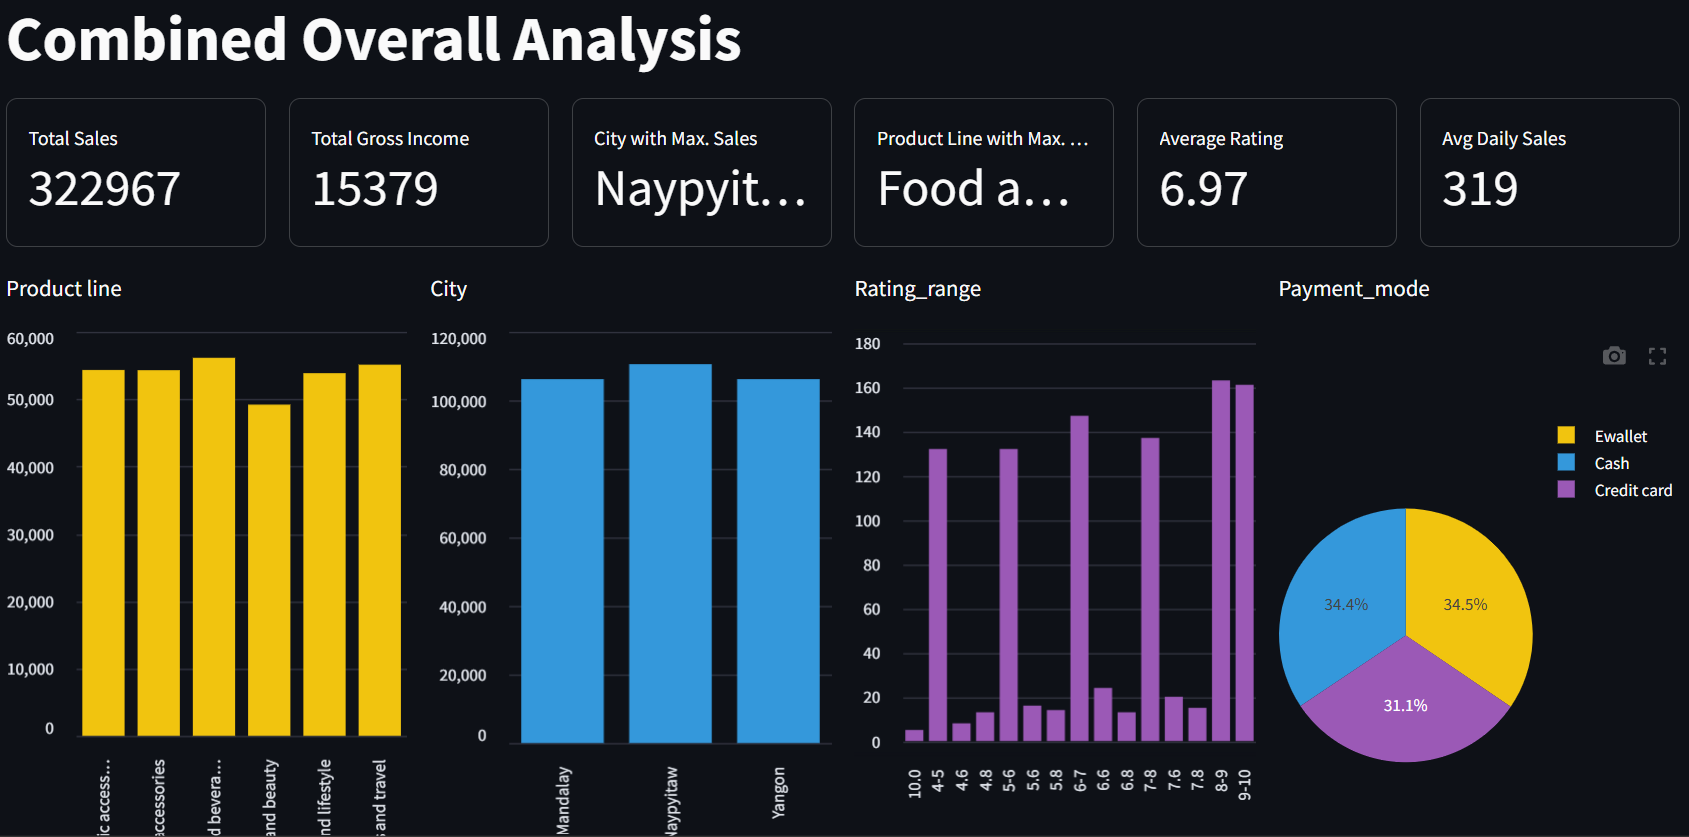 Combined Overall Analysis
Total Sales
322967
Total Gross Income
15379
City with Max. Sales
Naypyit…
Product Line with Max. …
Food a…
Average Rating
6.97
Avg Daily Sales
319
Product line
60,000
50,000
40,000
30,000
20,000
10,000
0
ic access…
accessories
d bevera…
and beauty
nd lifestyle
s and travel
City
120,000
100,000
80,000
60,000
40,000
20,000
0
Mandalay
Naypyitaw
Yangon
Rating_range
180
160
140
120
100
80
60
40
20
0
10.0
4-5
4.6
4.8
5-6
5.6
5.8
6-7
6.6
6.8
7-8
7.6
7.8
8-9
9-10
Payment_mode
Ewallet
Cash
Credit card
34.4%
34.5%
31.1%